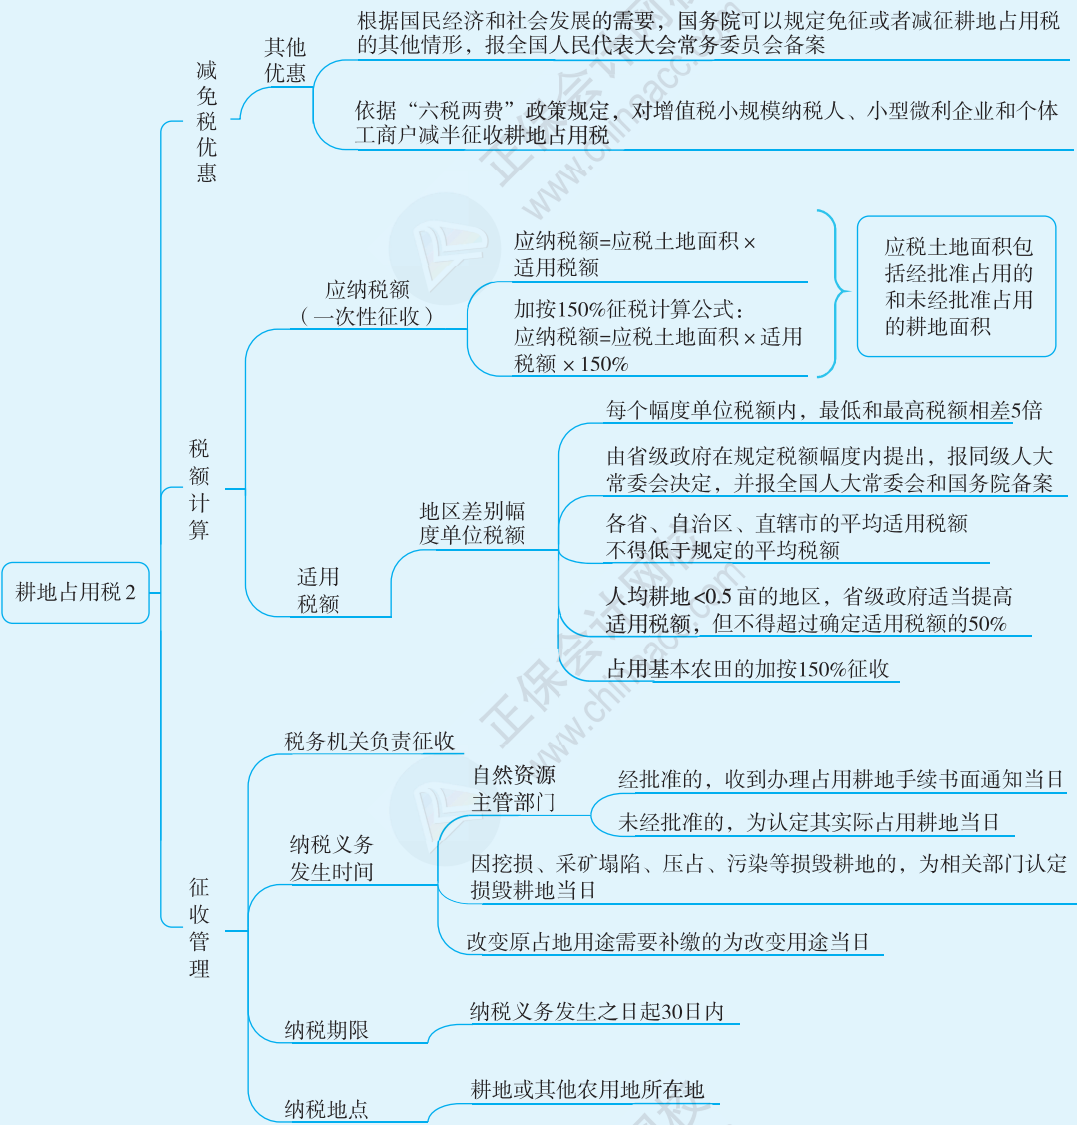 耕地占用税2
减
免
税
优
惠
其他
优惠
根据国民经济和社会发展的需要，国务院可以规定免征或者减征耕地占用税
的其他情形，报全国人民代表大会常务委员会备案
依据“六税两费”政策规定，对增值税小规模纳税人、小型微利企业和个体
工商户减半征收耕地占用税
税
额
计
算
应纳税额
（一次性征收）
应纳税额=应税土地面积×
适用税额
加按150%征税计算公式：
应纳税额=应税土地面积×适用
税额×150%
应税土地面积包
括经批准占用的
和未经批准占用
的耕地面积
适用
税额
地区差别幅
度单位税额
每个幅度单位税额内，最低和最高税额相差5倍
由省级政府在规定税额幅度内提出，报同级人大
常委会决定，并报全国人大常委会和国务院备案
各省、自治区、直辖市的平均适用税额
不得低于规定的平均税额
人均耕地<0.5亩的地区，省级政府适当提高
适用税额，但不得超过确定适用税额的50%
占用基本农田的加按150%征收
征
收
管
理
税务机关负责征收
纳税义务
发生时间
自然资源
主管部门
经批准的，收到办理占用耕地手续书面通知当日
未经批准的，为认定其实际占用耕地当日
因挖损、采矿塌陷、压占、污染等损毁耕地的，为相关部门认定
损毁耕地当日
改变原占地用途需要补缴的为改变用途当日
纳税期限
纳税义务发生之日起30日内
纳税地点
耕地或其他农用地所在地
正保会计网校
www.chinaacc.com
正保会计网校
www.chinaacc.com
网校